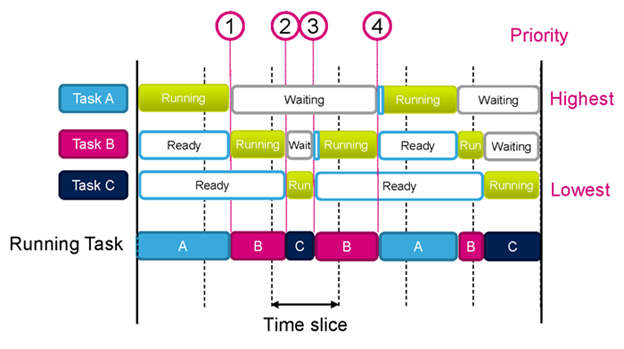 1 2 3 4
Priority
Task A Running Waiting Running Waiting Highest
Task B Ready Running Wait Running Ready Run Waiting
Task C Ready Run Ready Running Lowest
Running Task A B C B A B C
Time slice